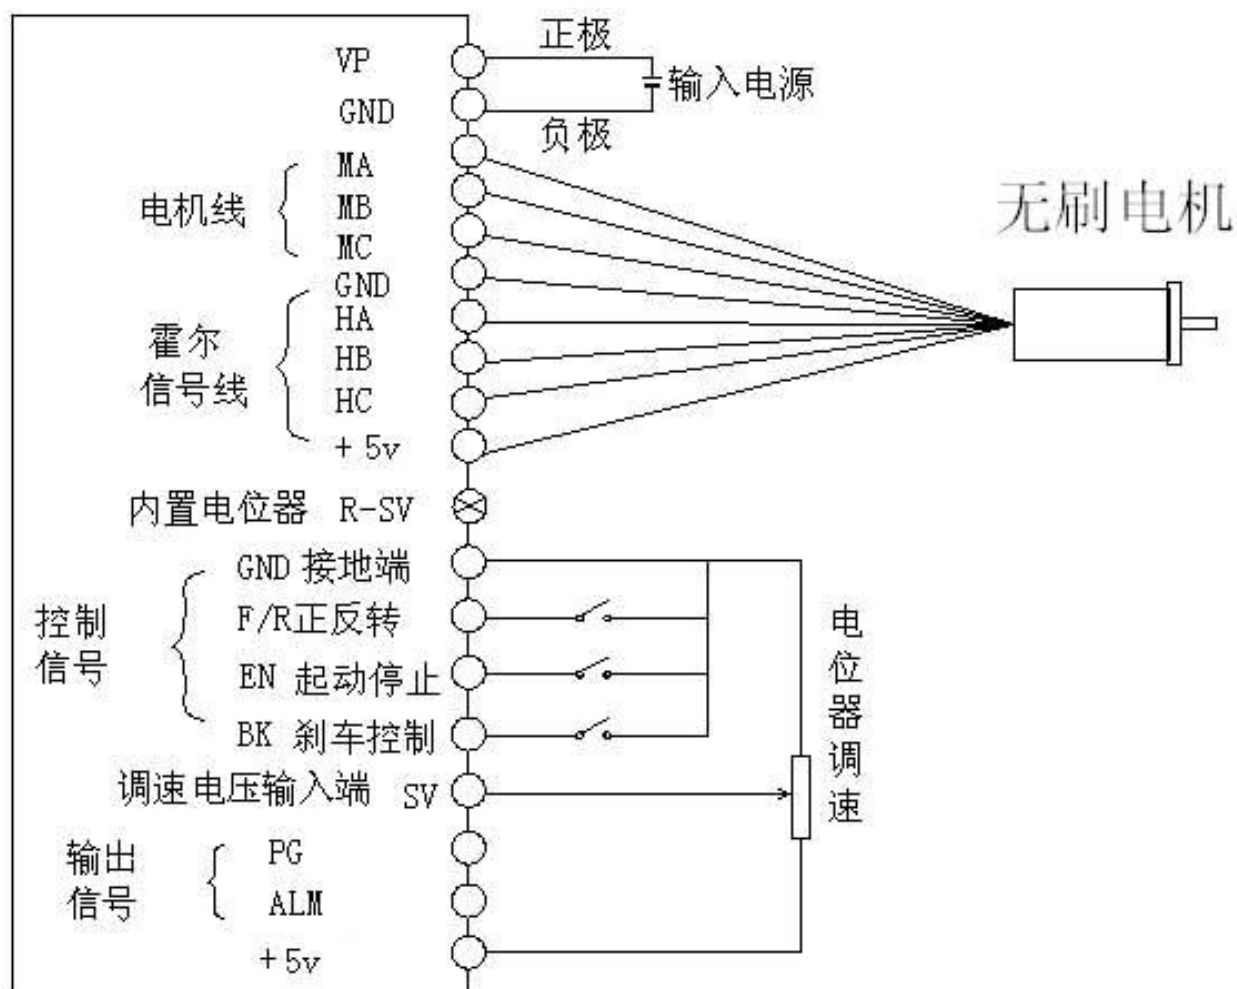 VP
正极
输入电源
GND
负极
电机线
MA
MB
MC
无刷电机
霍尔
信号线
GND
HA
HB
HC
+5v
内置电位器 R-SV
控制
信号
GND 接地端
F/R正反转
EN 起动停止
BK 刹车控制
电位器调速
调速电压输入端 SV
输出
信号
PG
ALM
+5v